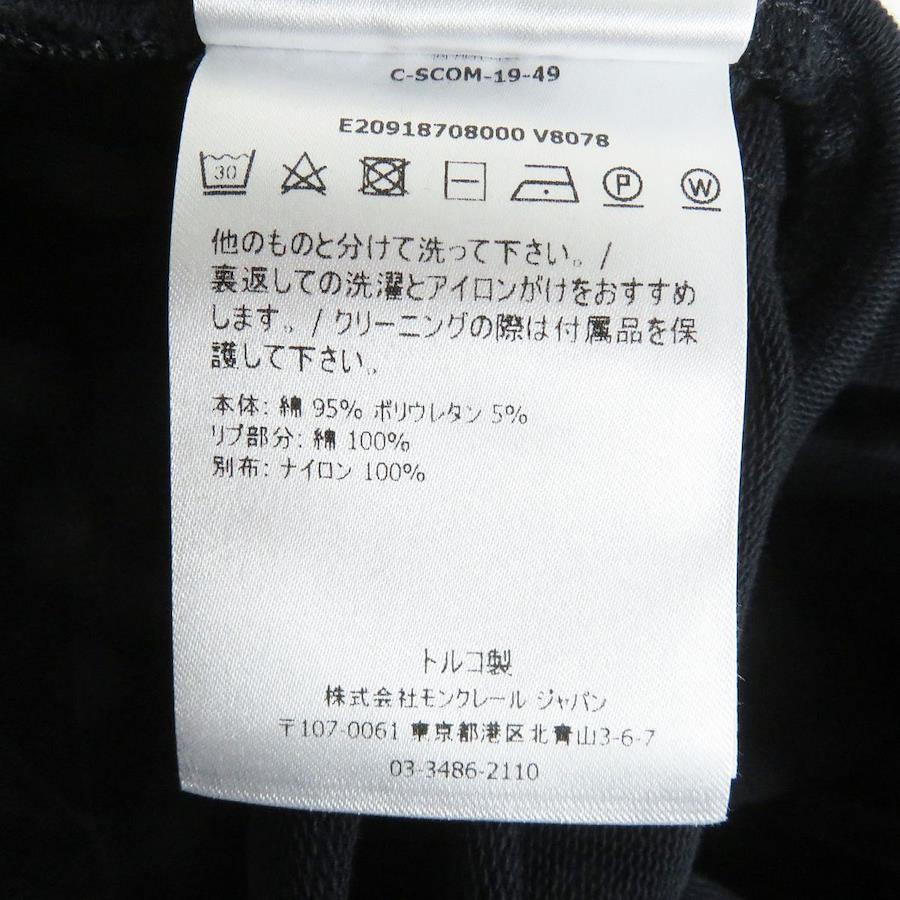 C-SCOM-19-49
E20918708000 V8078
30 P W
他のものと分けて洗って下さい。/
裏返しての洗濯とアイロンがけをおすすめ
します。/ クリーニングの際は付属品を保
護して下さい。
本体: 綿 95% ポリウレタン 5%
リブ部分: 綿 100%
別布: ナイロン 100%
トルコ製
株式会社モンクレール ジャパン
〒107-0061 東京都港区北青山3-6-7
03-3486-2110